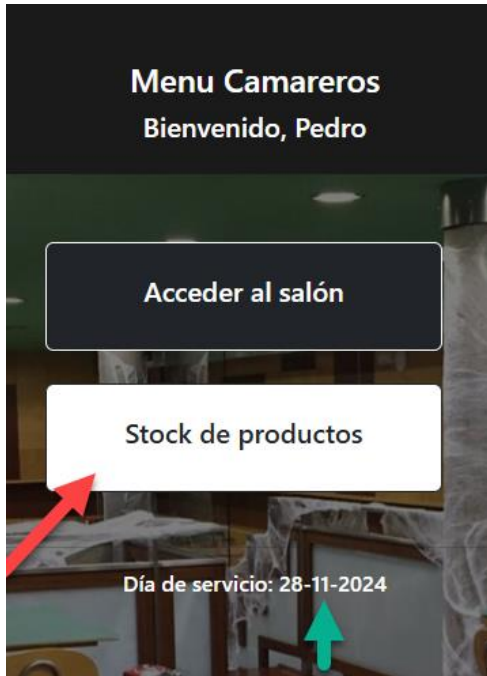 Menu Camareros
Bienvenido, Pedro
Acceder al salón
Stock de productos
Día de servicio: 28-11-2024